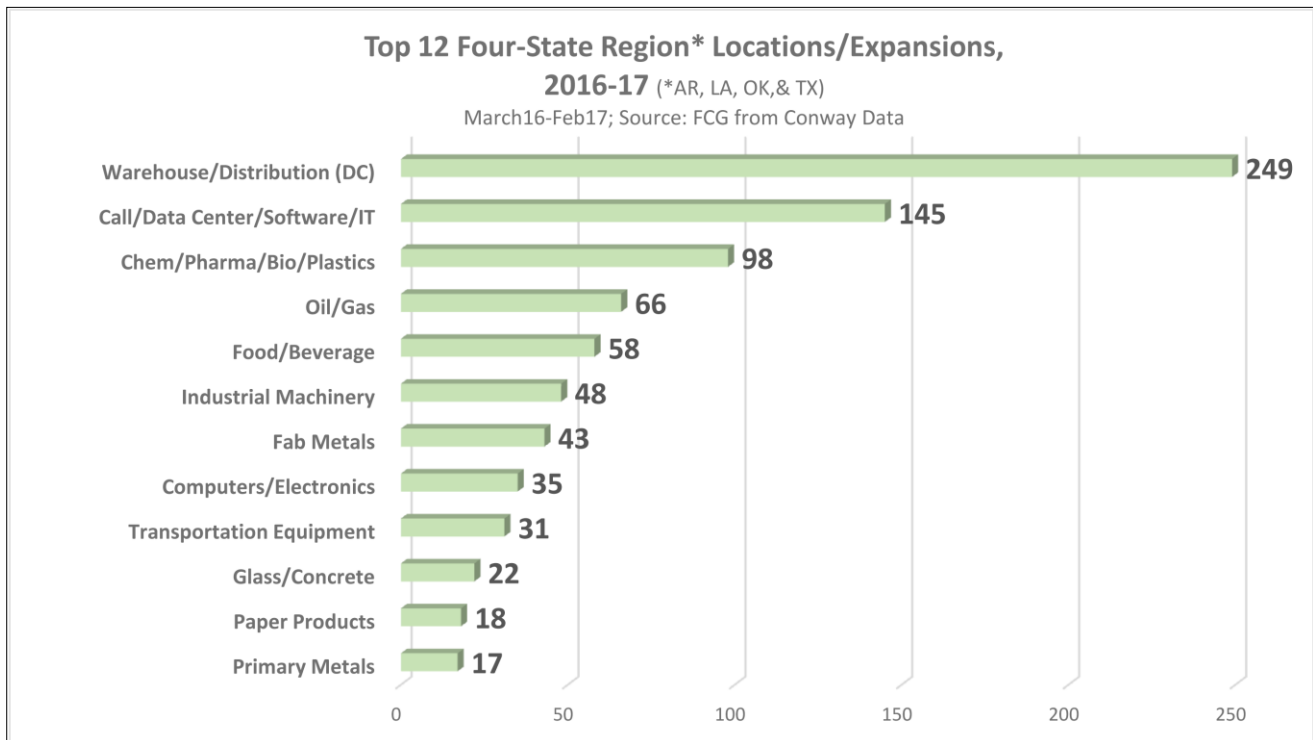 Top 12 Four-State Region* Locations/Expansions,
2016-17 (*AR, LA, OK,& TX)
March16-Feb17; Source: FCG from Conway Data
Warehouse/Distribution (DC) 249
Call/Data Center/Software/IT 145
Chem/Pharma/Bio/Plastics 98
Oil/Gas 66
Food/Beverage 58
Industrial Machinery 48
Fab Metals 43
Computers/Electronics 35
Transportation Equipment 31
Glass/Concrete 22
Paper Products 18
Primary Metals 17
0 50 100 150 200 250